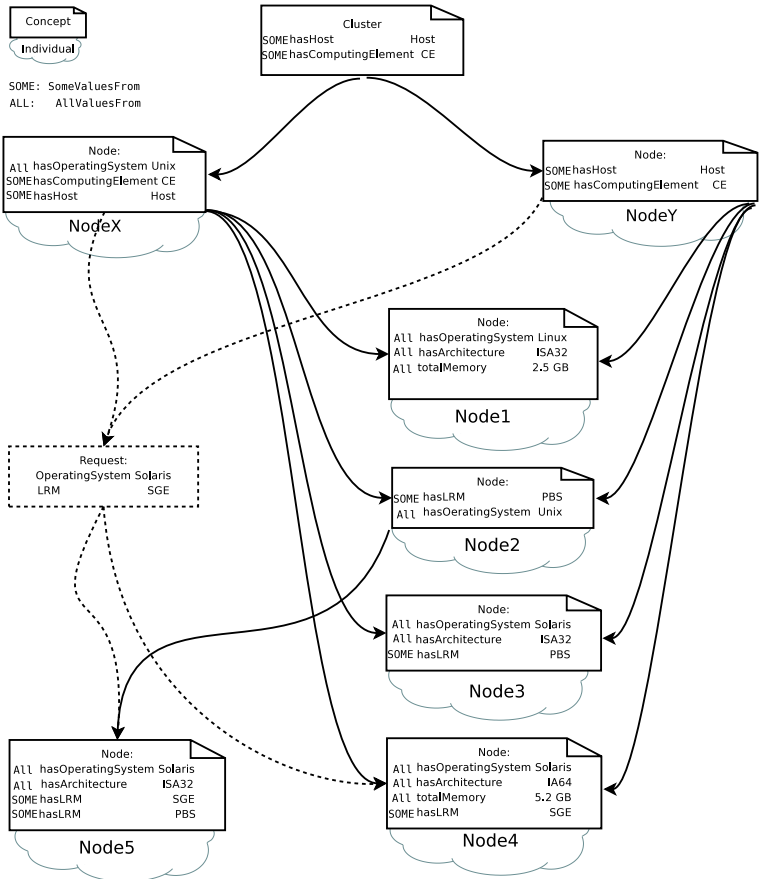 Concept
Individual
SOME: SomeValuesFrom
ALL: AllValuesFrom
Cluster
SOME hasHost Host
SOME hasComputingElement CE
Node:
All hasOperatingSystem Unix
SOME hasComputingElement CE
SOME hasHost Host
NodeX
Node:
SOME hasHost Host
SOME hasComputingElement CE
NodeY
Node:
All hasOperatingSystem Linux
All hasArchitecture ISA32
All totalMemory 2.5 GB
Node1
Request:
OperatingSystem Solaris
LRM SGE
Node:
SOME hasLRM PBS
All hasOeratingSystem Unix
Node2
Node:
All hasOperatingSystem Solaris
All hasArchitecture ISA32
SOME hasLRM PBS
Node3
Node:
All hasOperatingSystem Solaris
All hasArchitecture ISA32
SOME hasLRM SGE
SOME hasLRM PBS
Node5
Node:
All hasOperatingSystem Solaris
All hasArchitecture IA64
All totalMemory 5.2 GB
SOME hasLRM SGE
Node4